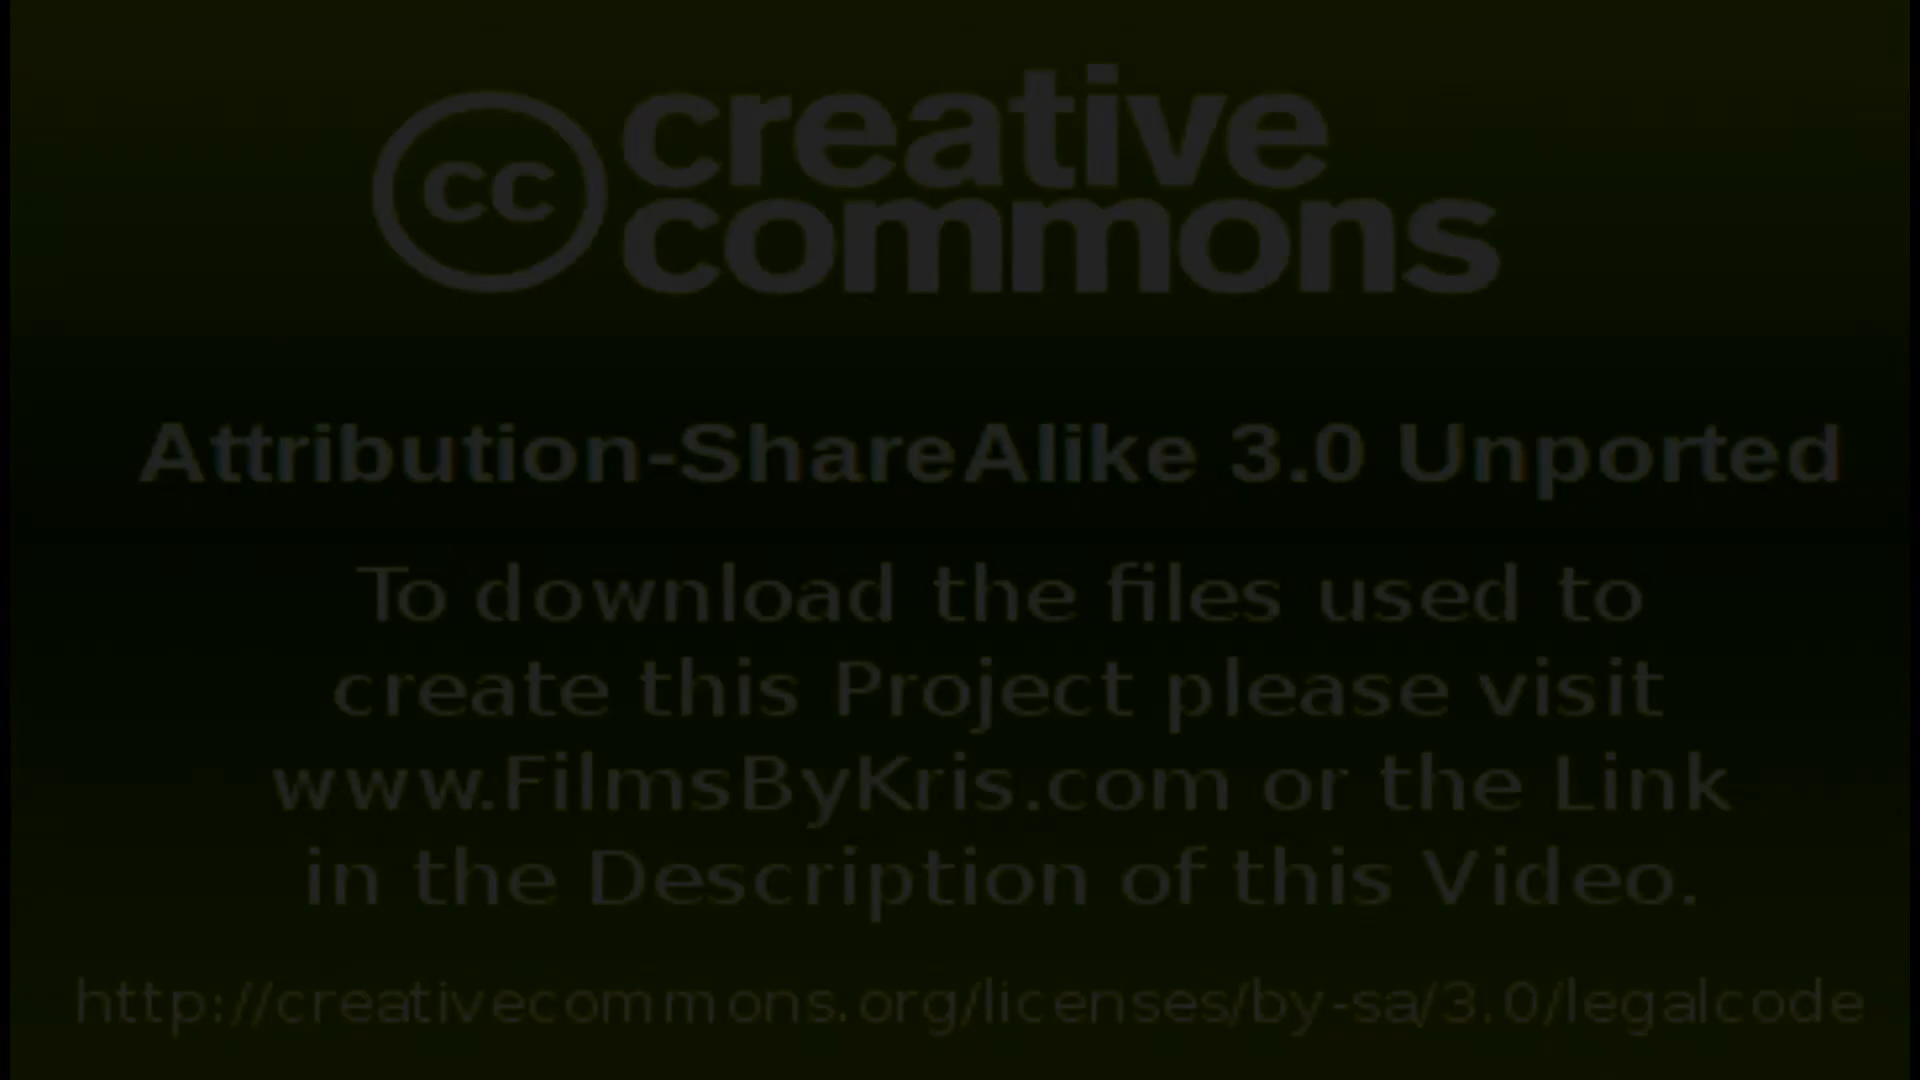 cc creative
commons
Attribution-ShareAlike 3.0 Unported
To download the files used to
create this Project please visit
www.FilmsByKris.com or the Link
in the Description of this Video.
http://creativecommons.org/licenses/by-sa/3.0/legalcode